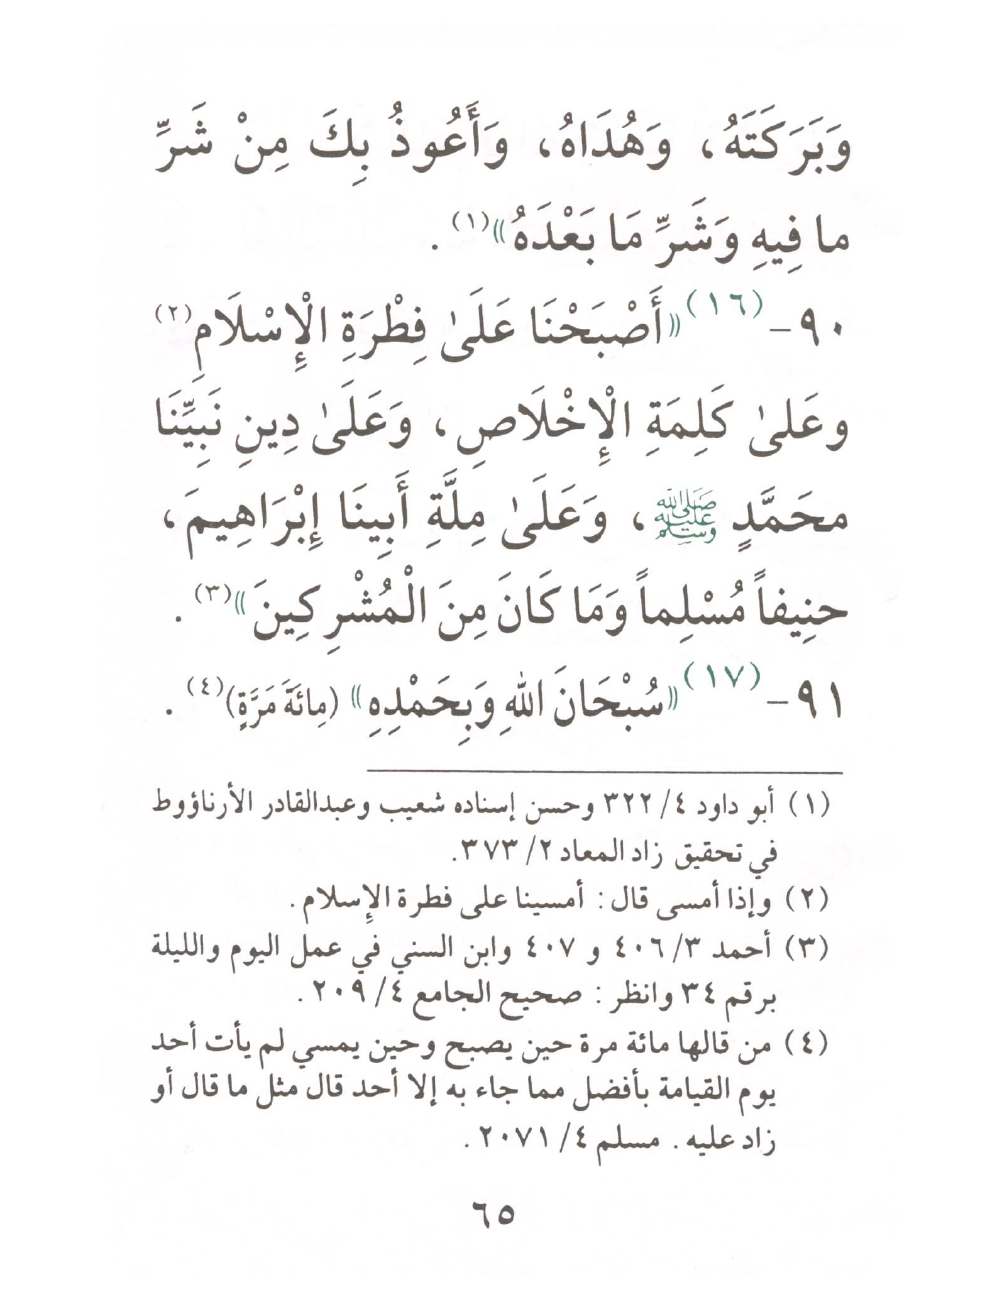 وَبَرَكَتَهُ، وَهُدَاهُ، وَأَعُوذُ بِكَ مِنْ شَرِّ
ما فِيهِ وَشَرِّ مَا بَعْدَهُ))(١).
٩٠-(١٦)((أَصْبَحْنَا عَلَىٰ فِطْرَةِ الْإِسْلَامِ(٢)
وعَلىٰ كَلِمَةِ الْإِخْلَاصِ، وَعَلَىٰ دِينِ نَبِيِّنَا
محَمَّدٍ ﷺ، وَعَلَىٰ مِلَّةِ أَبِينَا إِبْرَاهِيمَ،
حنِيفاً مُسْلِماً وَمَا كَانَ مِنَ الْمُشْرِكِينَ))(٣).
٩١-(١٧)((سُبْحَانَ اللهِ وَبِحَمْدِهِ)) (مِائَةَ مَرَّةٍ)(٤).
(١) أبو داود ٤/ ٣٢٢ وحسن إسناده شعيب وعبدالقادر الأرناؤوط
في تحقيق زاد المعاد ٢/ ٣٧٣.
(٢) وإذا أمسى قال: أمسينا على فطرة الإسلام.
(٣) أحمد ٣/ ٤٠٦ و ٤٠٧ وابن السني في عمل اليوم والليلة
برقم ٣٤ وانظر: صحيح الجامع ٤/ ٢٠٩.
(٤) من قالها مائة مرة حين يصبح وحين يمسي لم يأت أحد
يوم القيامة بأفضل مما جاء به إلا أحد قال مثل ما قال أو
زاد عليه. مسلم ٤/ ٢٠٧١.
٦٥